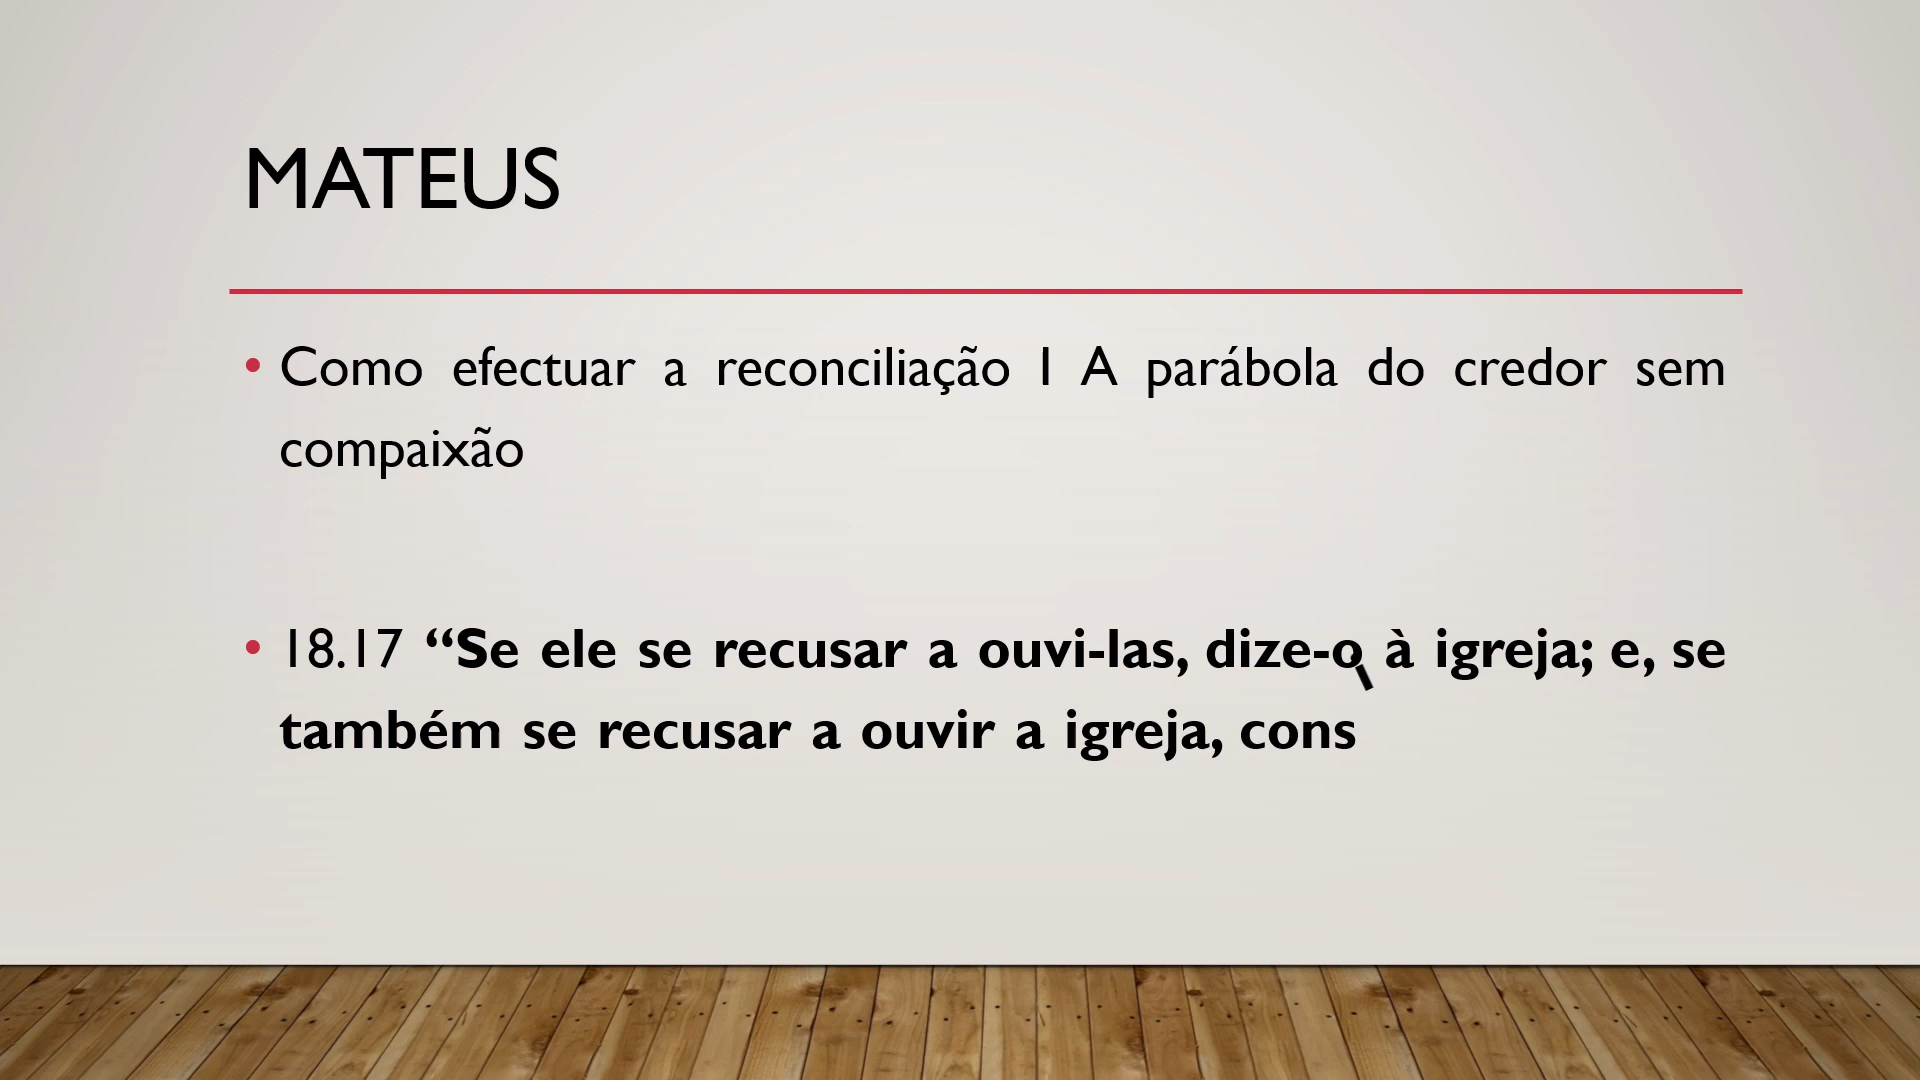 MATEUS
• Como efectuar a reconciliação I A parábola do credor sem
compaixão
• 18.17 “Se ele se recusar a ouvi-las, dize-o à igreja; e, se
também se recusar a ouvir a igreja, cons